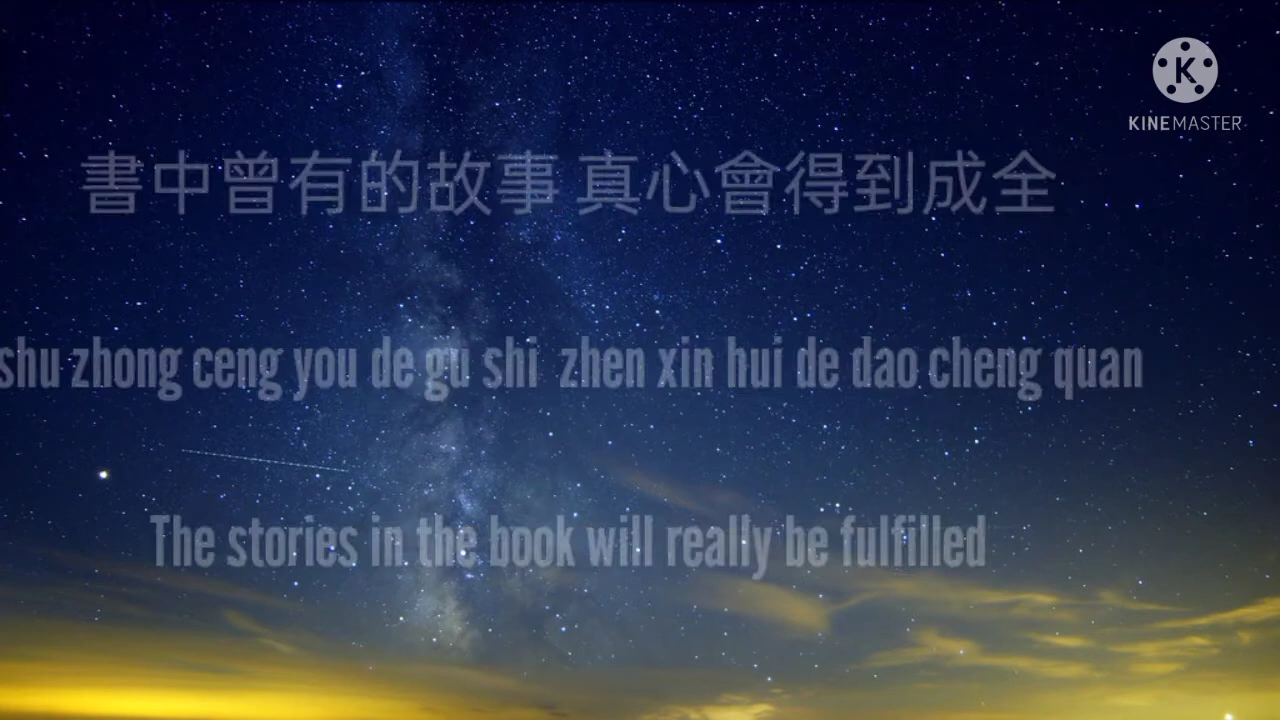 KINEMASTER
書中曾有的故事 真心會得到成全
shu zhong ceng you de gu shi zhen xin hui de dao cheng quan
The stories in the book will really be fulfilled